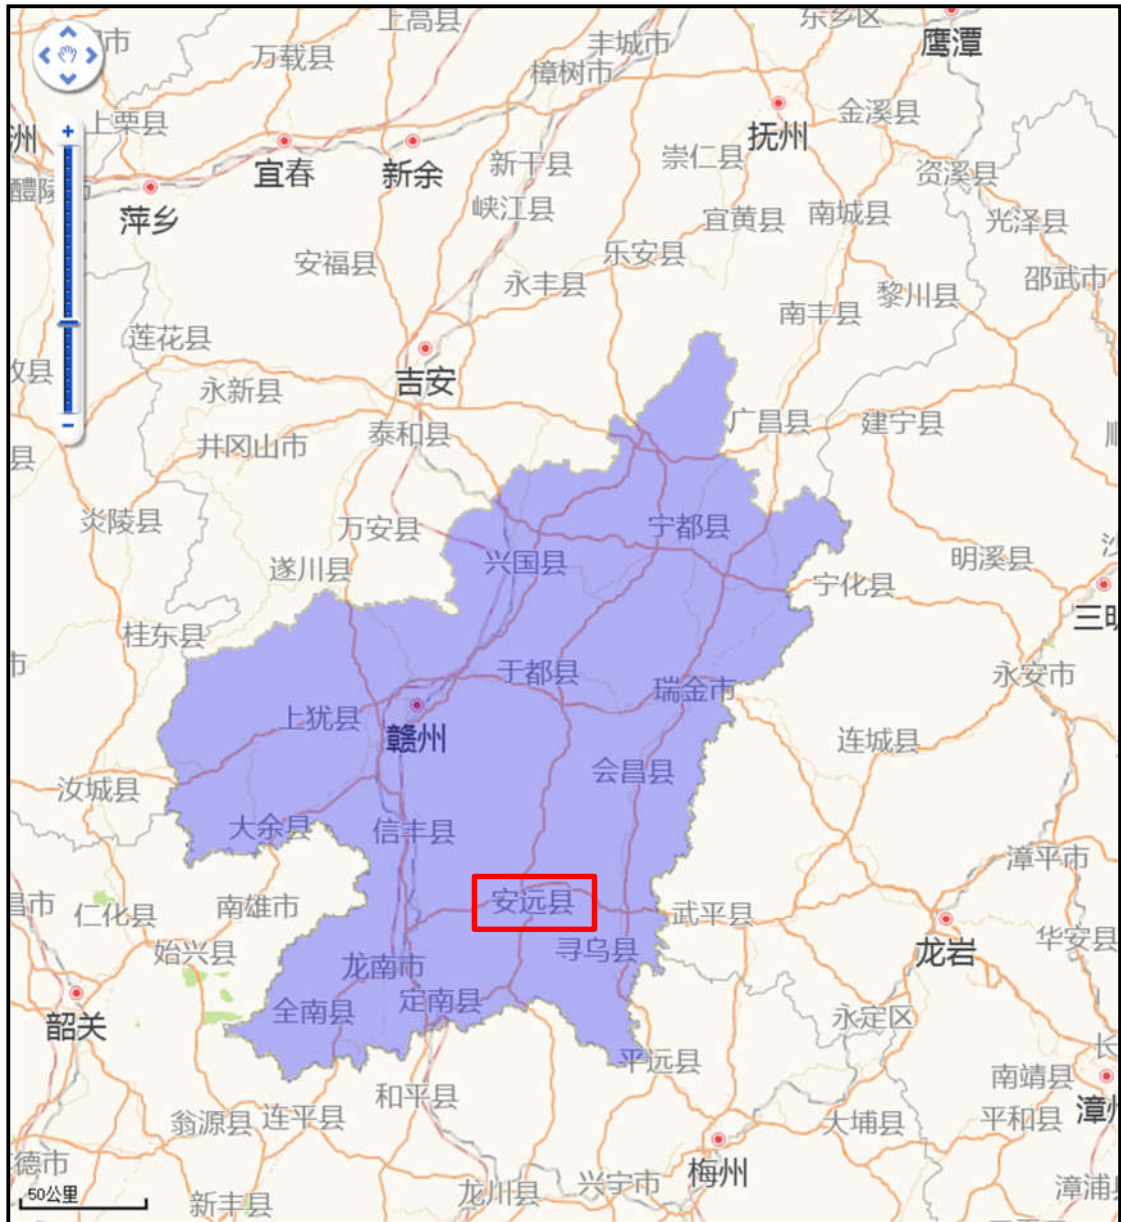 上高县
东乡区
鹰潭
丰城市
万载县
樟树市
上栗县
金溪县
抚州
宜春
新余
新干县
崇仁县
资溪县
萍乡
峡江县
宜黄县
南城县
光泽县
安福县
乐安县
永丰县
邵武市
黎川县
南丰县
莲花县
吉安
永新县
泰和县
广昌县
建宁县
井冈山市
炎陵县
万安县
宁都县
兴国县
明溪县
遂川县
宁化县
桂东县
三明
于都县
瑞金市
永安市
上犹县
赣州
连城县
会昌县
汝城县
大余县
信丰县
漳平市
安远县
仁化县
南雄市
武平县
华安县
始兴县
龙南市
寻乌县
龙岩
全南县
定南县
韶关
永定区
平远县
南靖县
和平县
翁源县
连平县
大埔县
平和县
梅州
兴宁市
龙川县
新丰县
漳浦县
50公里
+
−